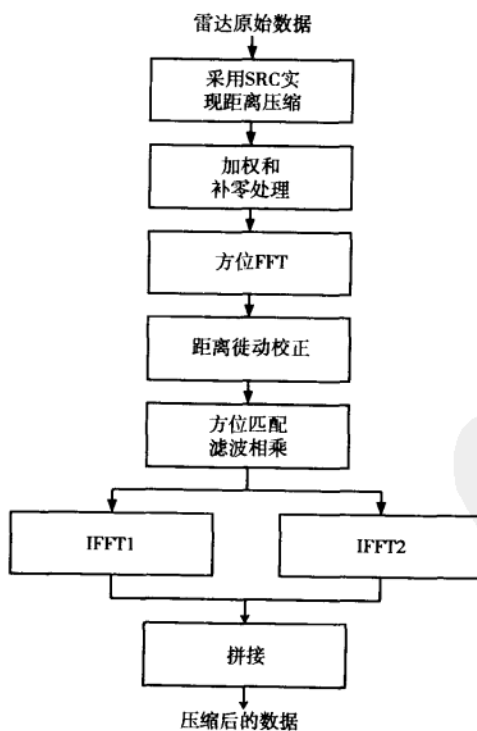 雷达原始数据
采用SRC实
现距离压缩
加权和
补零处理
方位FFT
距离徙动校正
方位匹配
滤波相乘
IFFT1
IFFT2
拼接
压缩后的数据